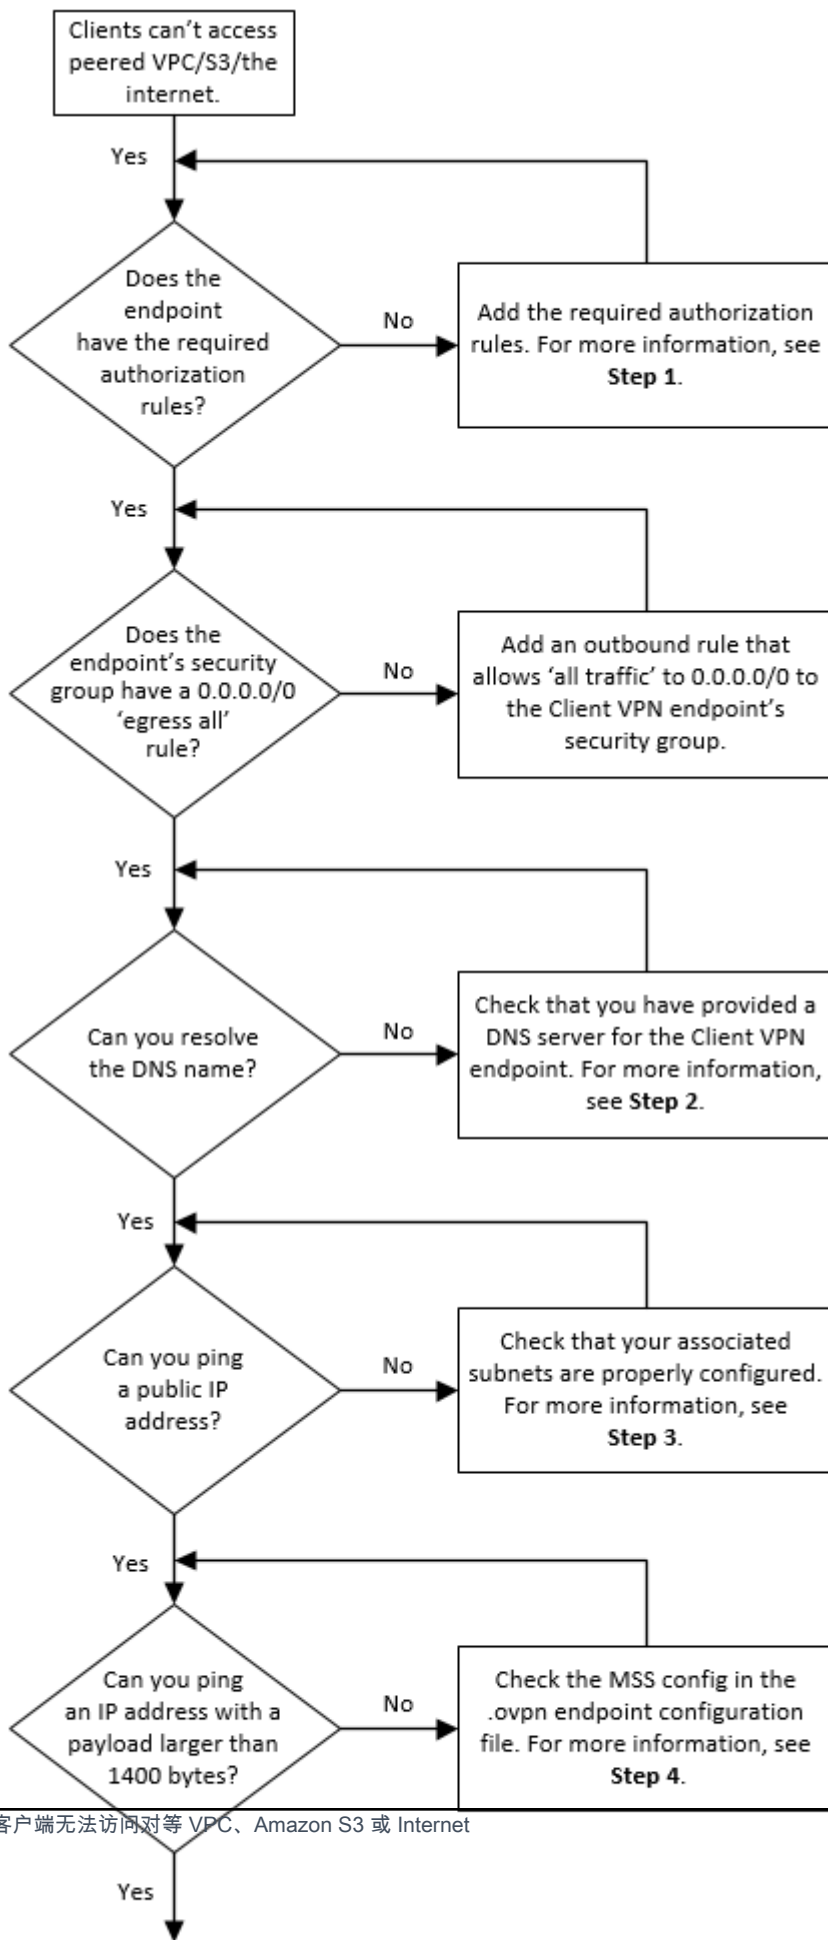 Clients can't access
peered VPC/S3/the
internet.
Yes
Does the
endpoint
have the required
authorization
rules?
No
Add the required authorization
rules. For more information, see
Step 1.
Yes
Does the
endpoint's security
group have a 0.0.0.0/0
'egress all'
rule?
No
Add an outbound rule that
allows 'all traffic' to 0.0.0.0/0 to
the Client VPN endpoint's
security group.
Yes
Can you resolve
the DNS name?
No
Check that you have provided a
DNS server for the Client VPN
endpoint. For more information,
see Step 2.
Yes
Can you ping
a public IP
address?
No
Check that your associated
subnets are properly configured.
For more information, see
Step 3.
Yes
Can you ping
an IP address with a
payload larger than
1400 bytes?
No
Check the MSS config in the
.ovpn endpoint configuration
file. For more information, see
Step 4.
客户端无法访问对等 VPC、Amazon S3 或 Internet
Yes